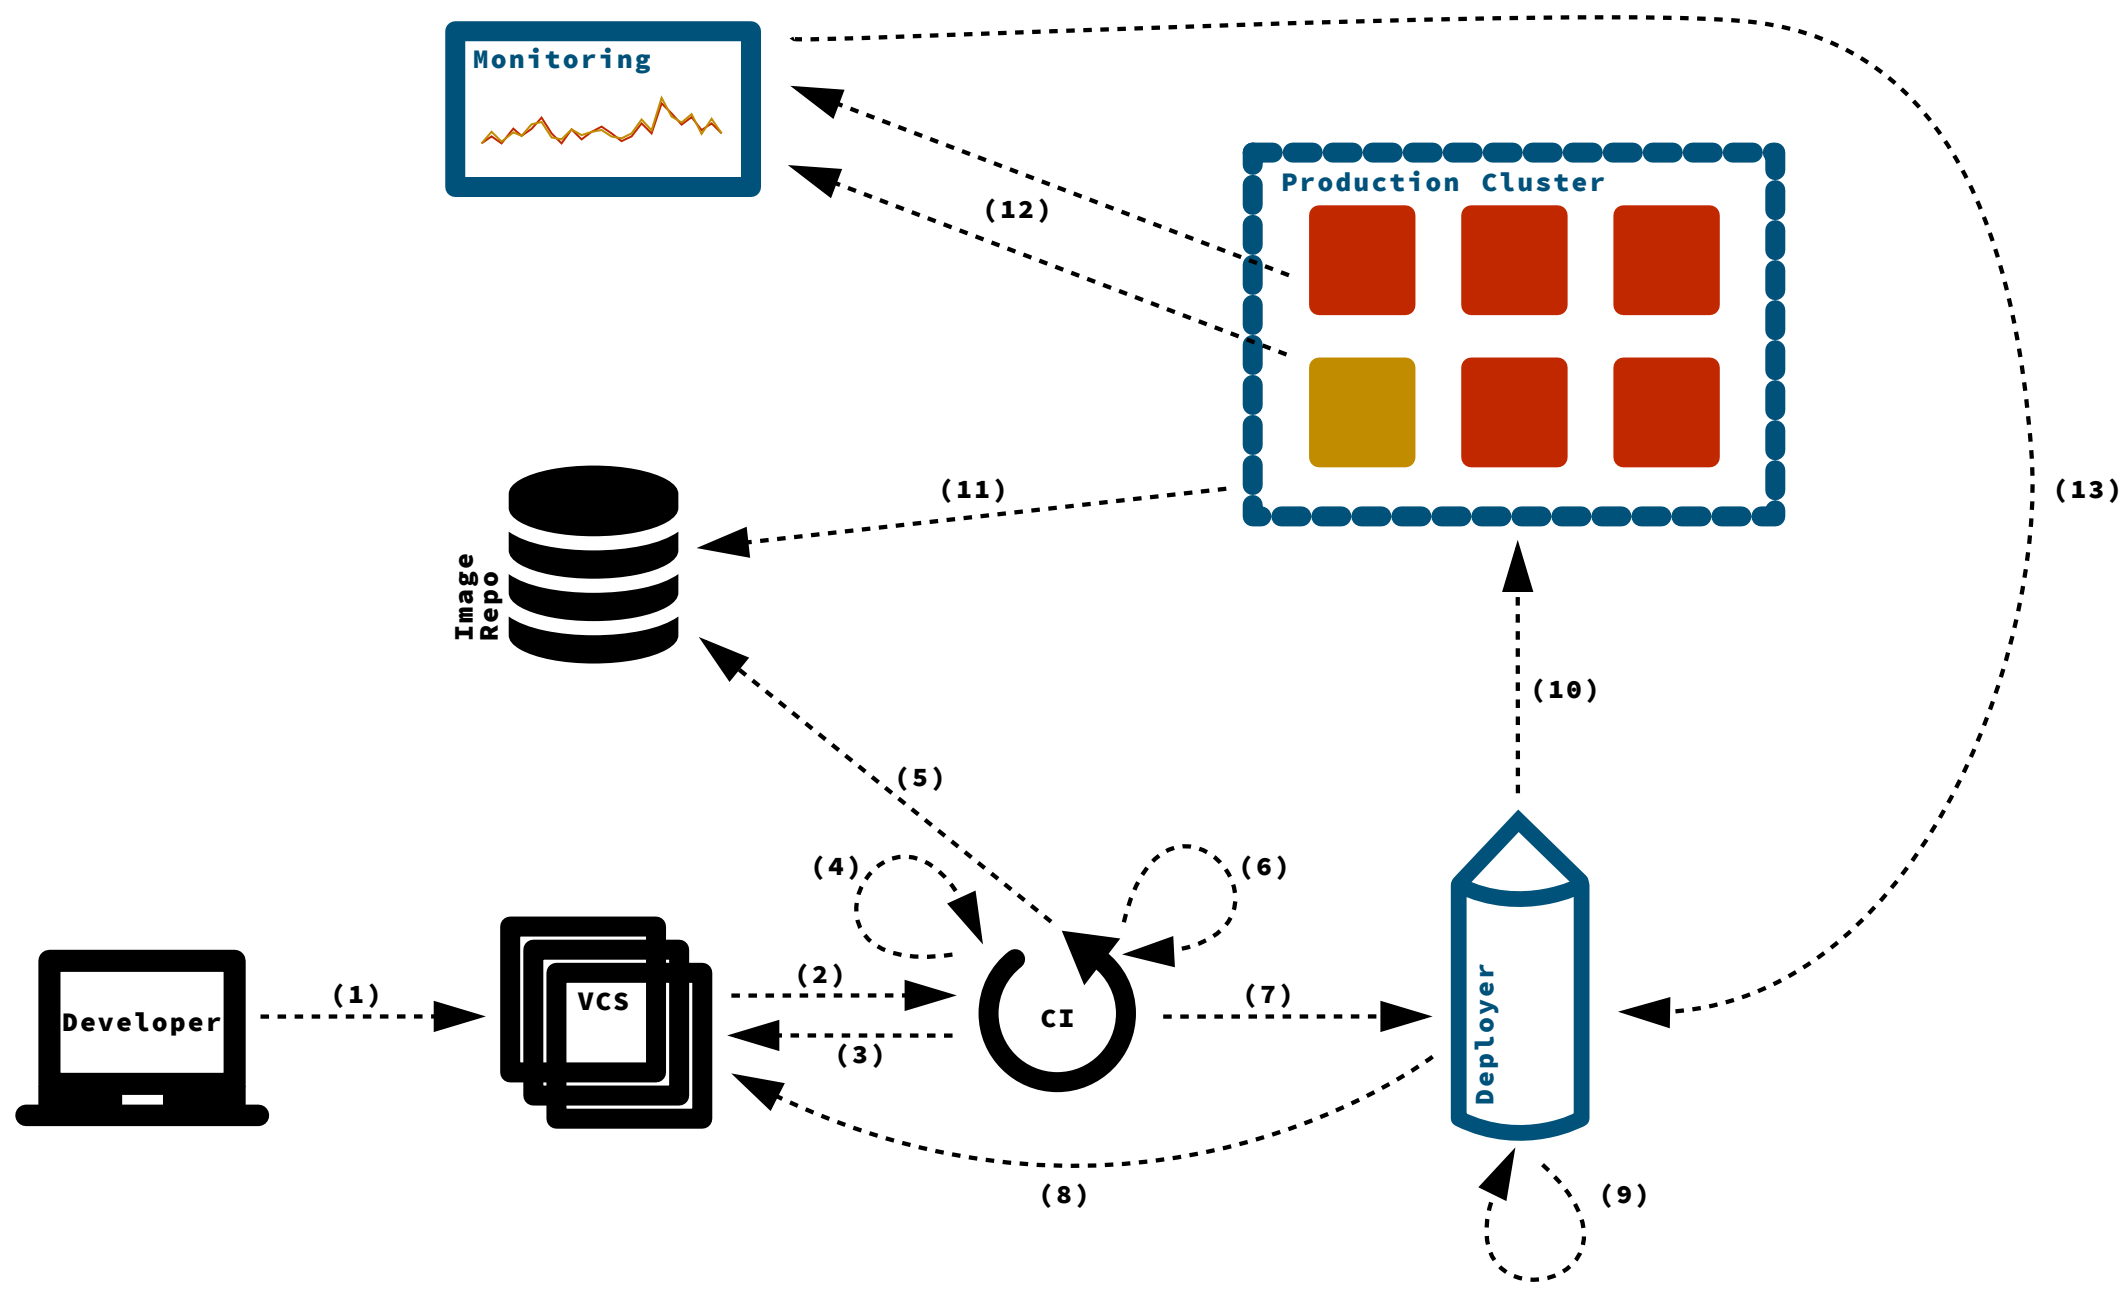 Monitoring
Production Cluster
(12)
(11)
(13)
Image
Repo
(10)
(5)
(4)
(6)
(1)
(2)
(7)
Developer
VCS
CI
Deployer
(3)
(8)
(9)